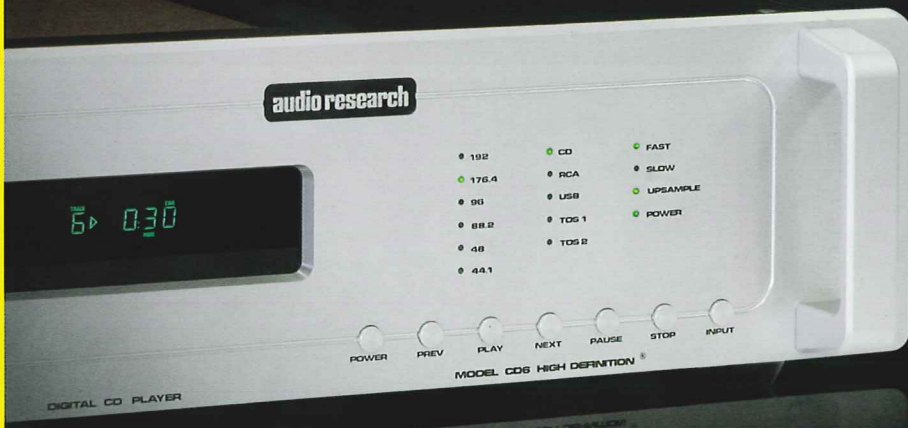 audio research
192
176.4
96
88.2
48
44.1
CD
RCA
USB
TOS 1
TOS 2
FAST
SLOW
UPSAMPLE
POWER
TRACK
6 0:30
POWER PREV PLAY NEXT PAUSE STOP INPUT
MODEL CD6 HIGH DEFINITION ®
DIGITAL CD PLAYER